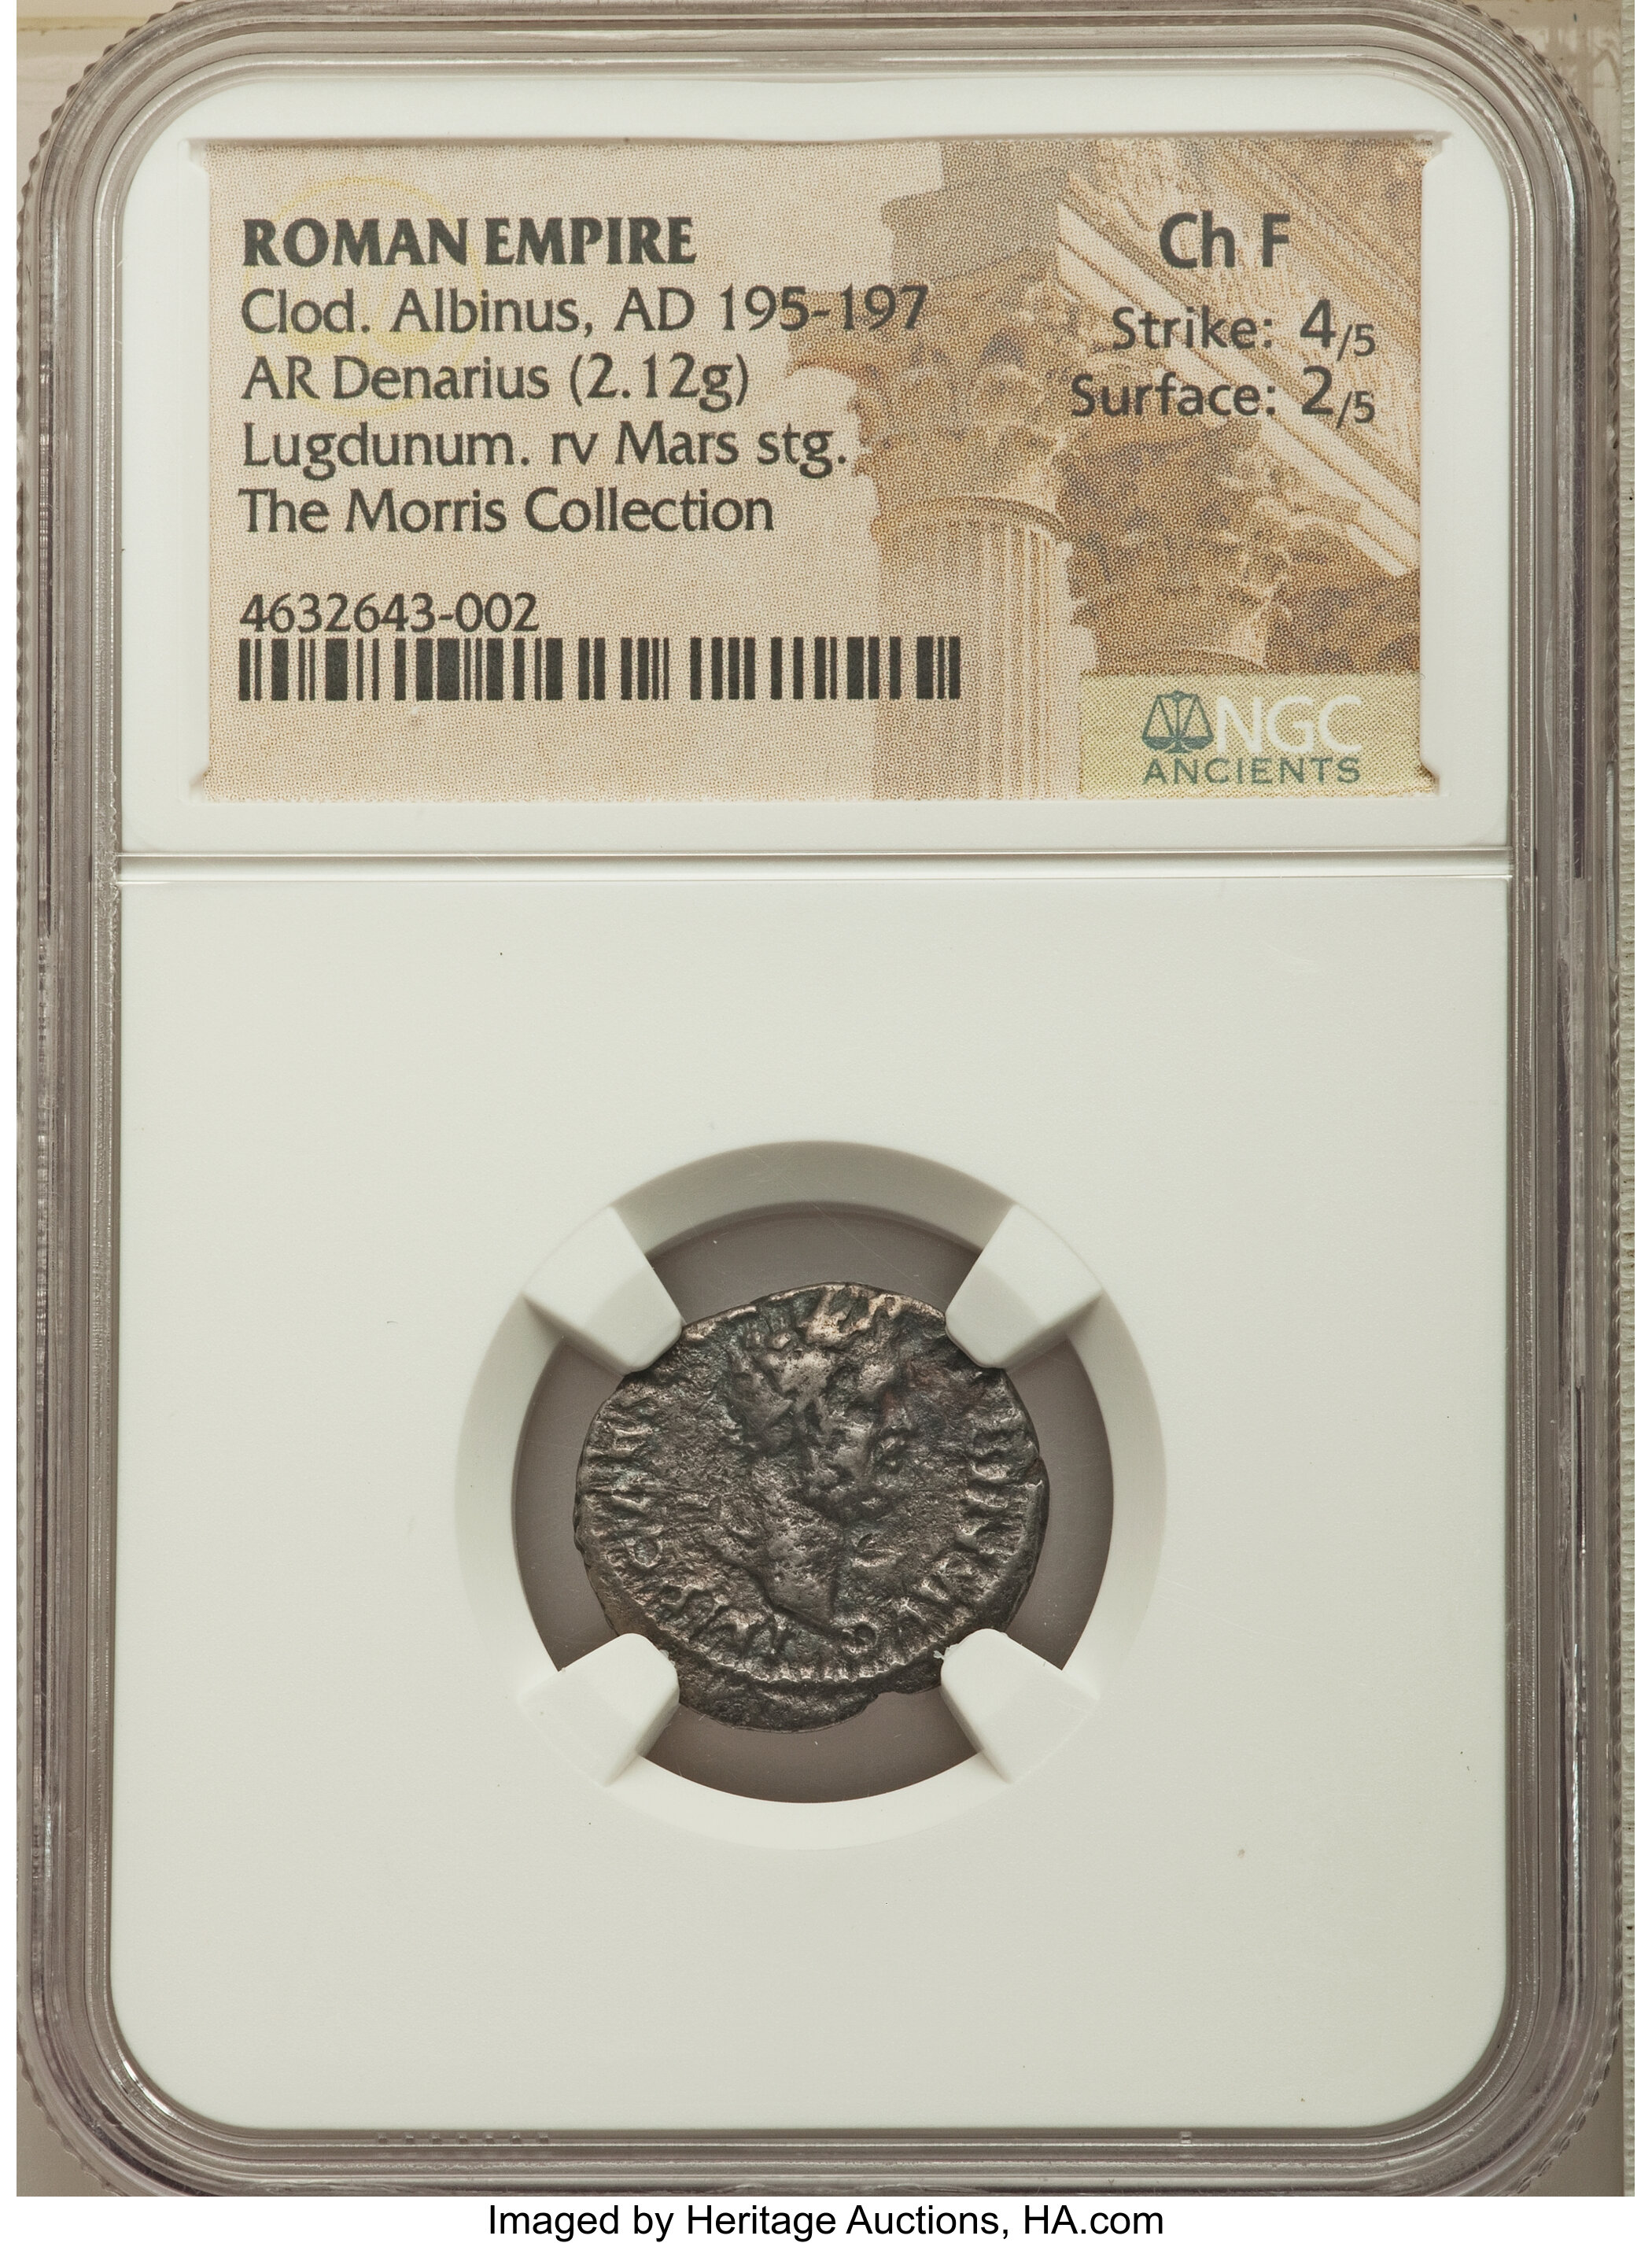 ROMAN EMPIRE
Clod. Albinus, AD 195-197
AR Denarius (2.12g)
Lugdunum. rv Mars stg.
The Morris Collection
4632643-002
Ch F
Strike: 4/5
Surface: 2/5
NGC
ANCIENTS
Imaged by Heritage Auctions, HA.com